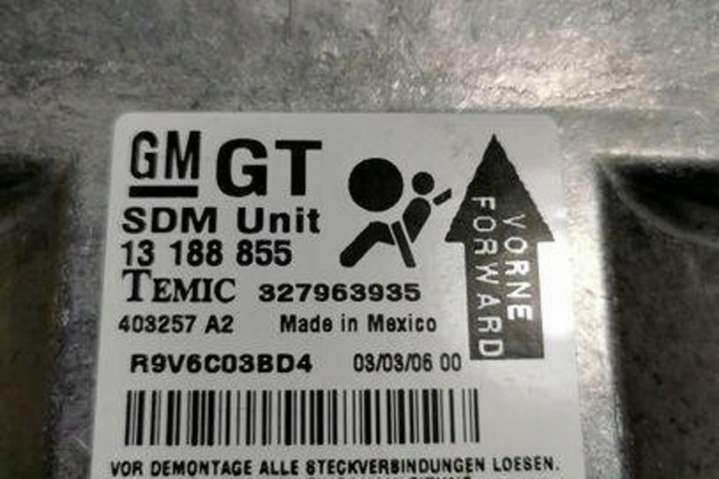 GM GT
SDM Unit
13 188 855
TEMIC 327963935
403257 A2 Made in Mexico
R9V6C03BD4 03/03/06 00
VOR DEMONTAGE ALLE STECKVERBINDUNGEN LOESEN.
VORNE
FORWARD